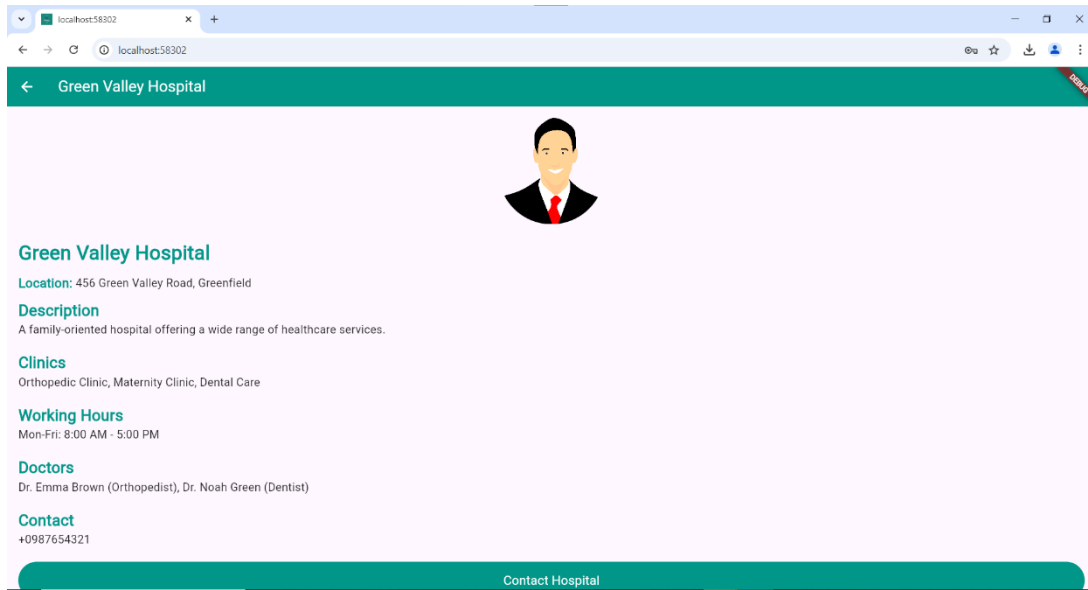 localhost:58302
localhost:58302
Green Valley Hospital
DEBUG
Green Valley Hospital
Location: 456 Green Valley Road, Greenfield
Description
A family-oriented hospital offering a wide range of healthcare services.
Clinics
Orthopedic Clinic, Maternity Clinic, Dental Care
Working Hours
Mon-Fri: 8:00 AM - 5:00 PM
Doctors
Dr. Emma Brown (Orthopedist), Dr. Noah Green (Dentist)
Contact
+0987654321
Contact Hospital